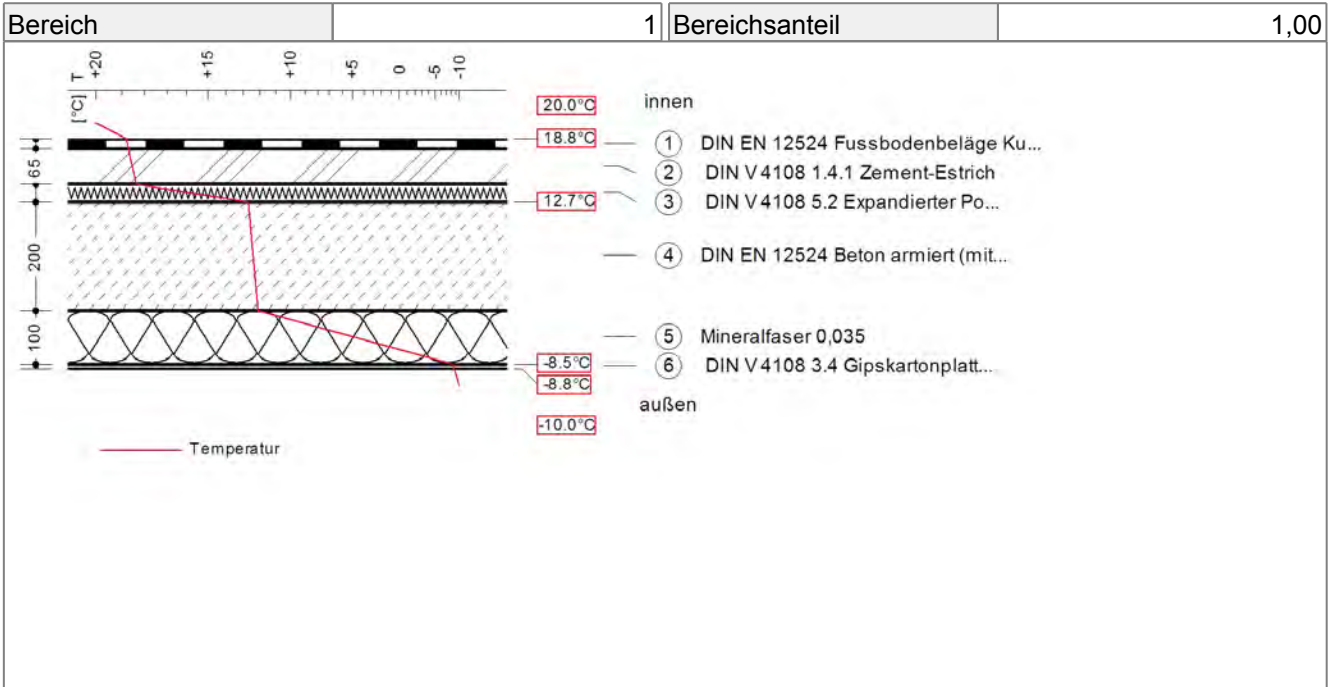 Bereich 1 Bereichsanteil 1,00
T [°C] +20 +15 +10 +5 0 -5 -10
20.0°C innen
18.8°C 1 DIN EN 12524 Fussbodenbeläge Ku...
65 2 DIN V 4108 1.4.1 Zement-Estrich
12.7°C 3 DIN V 4108 5.2 Expandierter Po...
200 4 DIN EN 12524 Beton armiert (mit...
100 5 Mineralfaser 0,035
-8.5°C 6 DIN V 4108 3.4 Gipskartonplatt...
-8.8°C
außen
-10.0°C
Temperatur